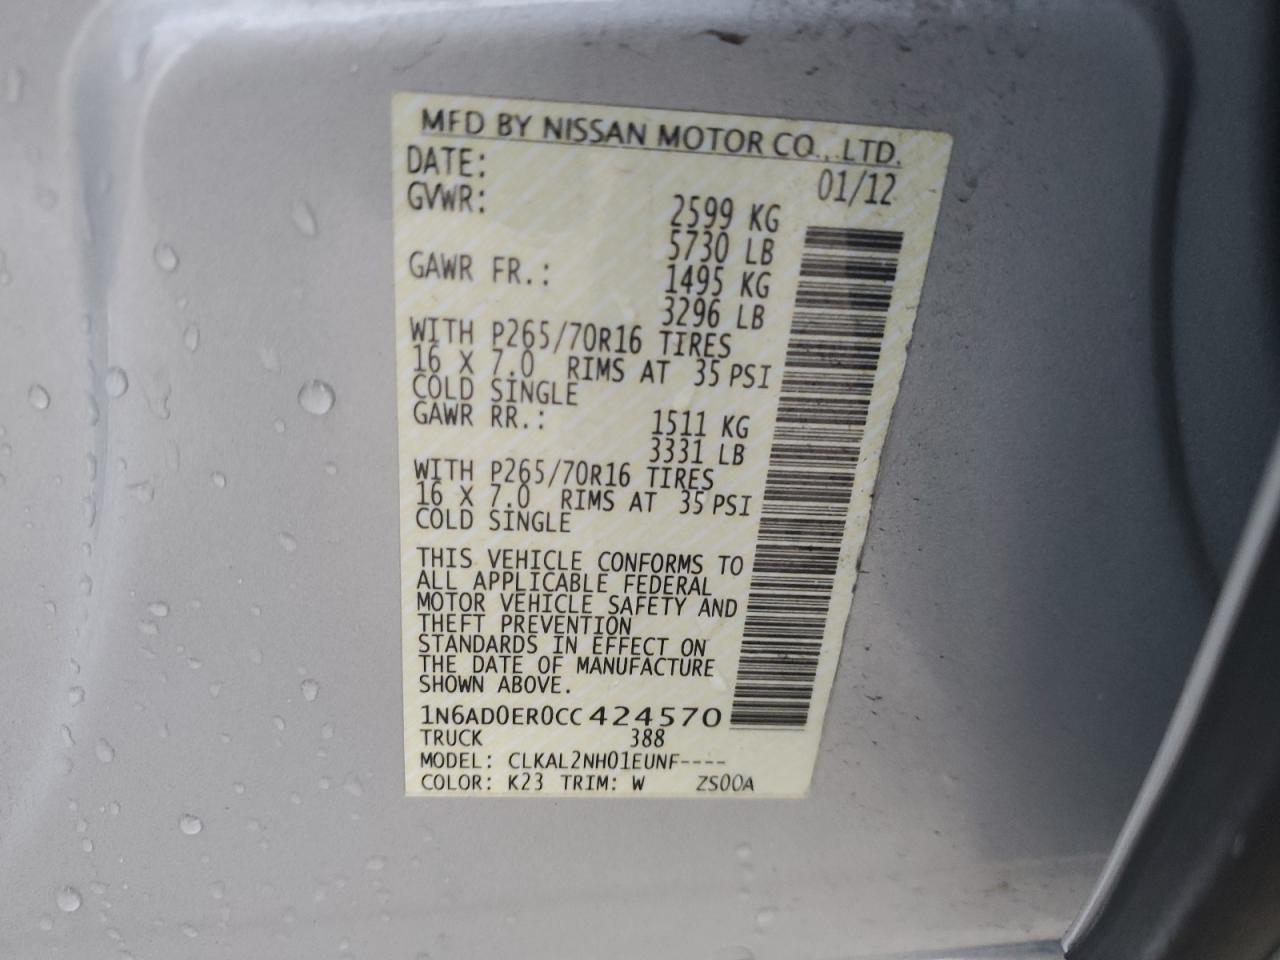 MFD BY NISSAN MOTOR CO., LTD.
DATE: 01/12
GVWR: 2599 KG
5730 LB
GAWR FR.: 1495 KG
3296 LB
WITH P265/70R16 TIRES
16 X 7.0 RIMS AT 35 PSI
COLD SINGLE
GAWR RR.: 1511 KG
3331 LB
WITH P265/70R16 TIRES
16 X 7.0 RIMS AT 35 PSI
COLD SINGLE
THIS VEHICLE CONFORMS TO
ALL APPLICABLE FEDERAL
MOTOR VEHICLE SAFETY AND
THEFT PREVENTION
STANDARDS IN EFFECT ON
THE DATE OF MANUFACTURE
SHOWN ABOVE.
1N6AD0ER0CC424570
TRUCK 388
MODEL: CLKAL2NH01EUNF----
COLOR: K23 TRIM: W ZS00A